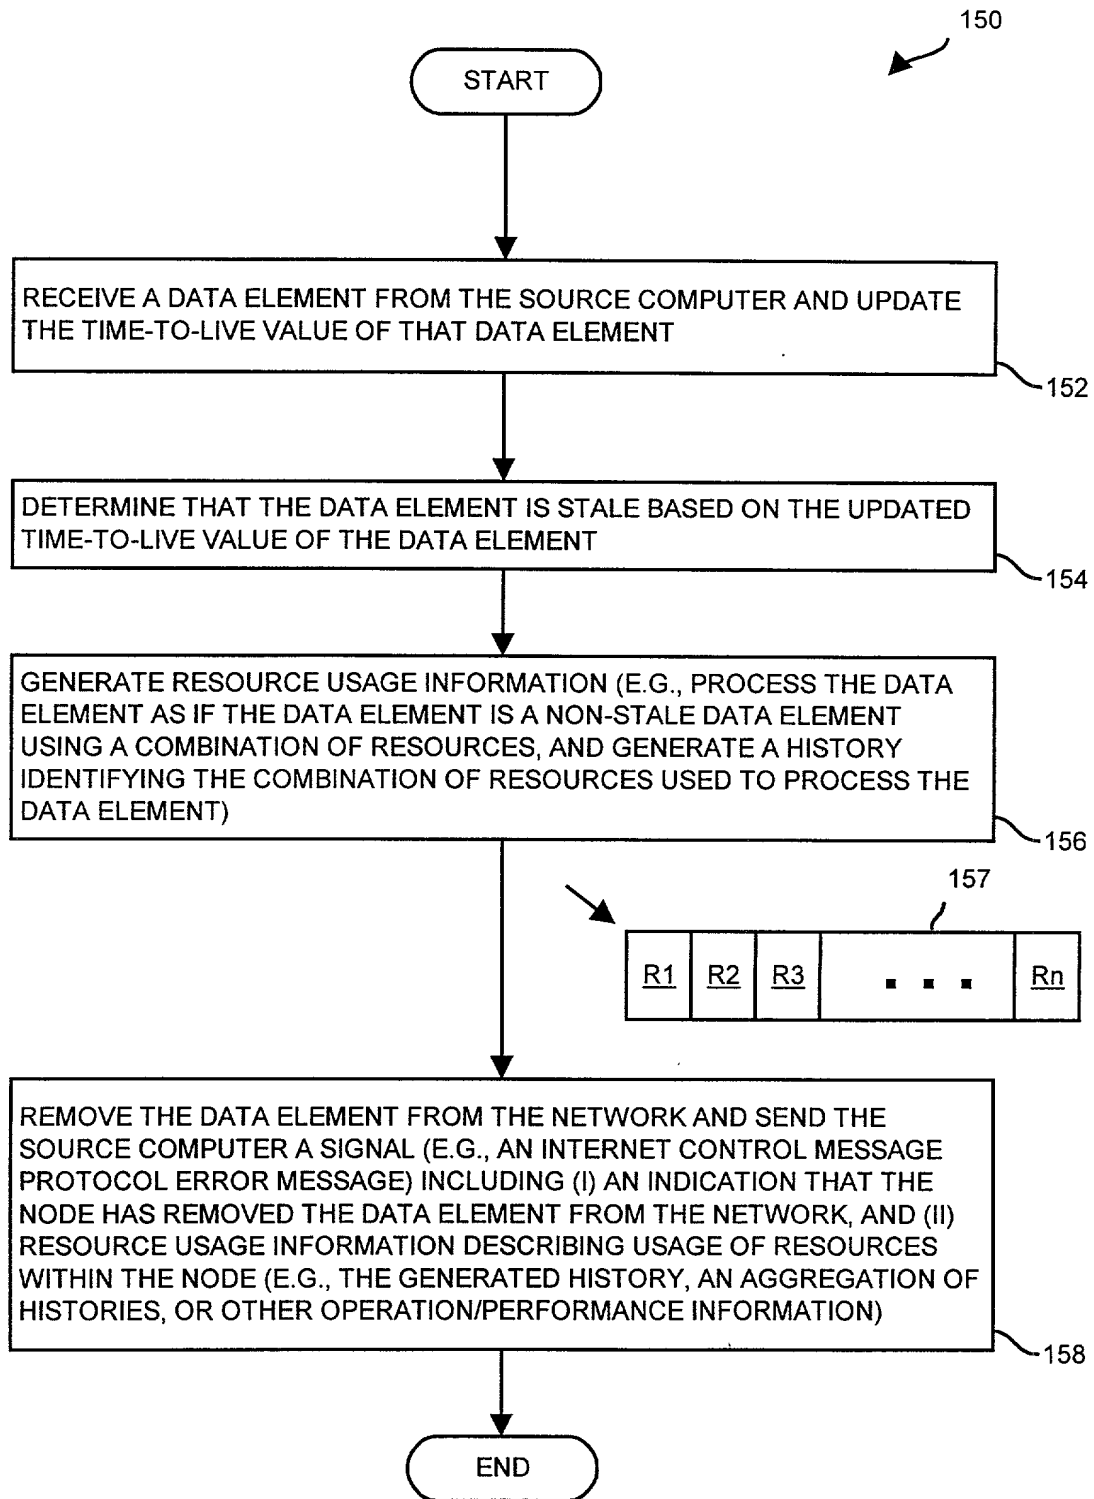 150
START
RECEIVE A DATA ELEMENT FROM THE SOURCE COMPUTER AND UPDATE
THE TIME-TO-LIVE VALUE OF THAT DATA ELEMENT
152
DETERMINE THAT THE DATA ELEMENT IS STALE BASED ON THE UPDATED
TIME-TO-LIVE VALUE OF THE DATA ELEMENT
154
GENERATE RESOURCE USAGE INFORMATION (E.G., PROCESS THE DATA
ELEMENT AS IF THE DATA ELEMENT IS A NON-STALE DATA ELEMENT
USING A COMBINATION OF RESOURCES, AND GENERATE A HISTORY
IDENTIFYING THE COMBINATION OF RESOURCES USED TO PROCESS THE
DATA ELEMENT)
156
157
R1 R2 R3 . . . Rn
REMOVE THE DATA ELEMENT FROM THE NETWORK AND SEND THE
SOURCE COMPUTER A SIGNAL (E.G., AN INTERNET CONTROL MESSAGE
PROTOCOL ERROR MESSAGE) INCLUDING (I) AN INDICATION THAT THE
NODE HAS REMOVED THE DATA ELEMENT FROM THE NETWORK, AND (II)
RESOURCE USAGE INFORMATION DESCRIBING USAGE OF RESOURCES
WITHIN THE NODE (E.G., THE GENERATED HISTORY, AN AGGREGATION OF
HISTORIES, OR OTHER OPERATION/PERFORMANCE INFORMATION)
158
END